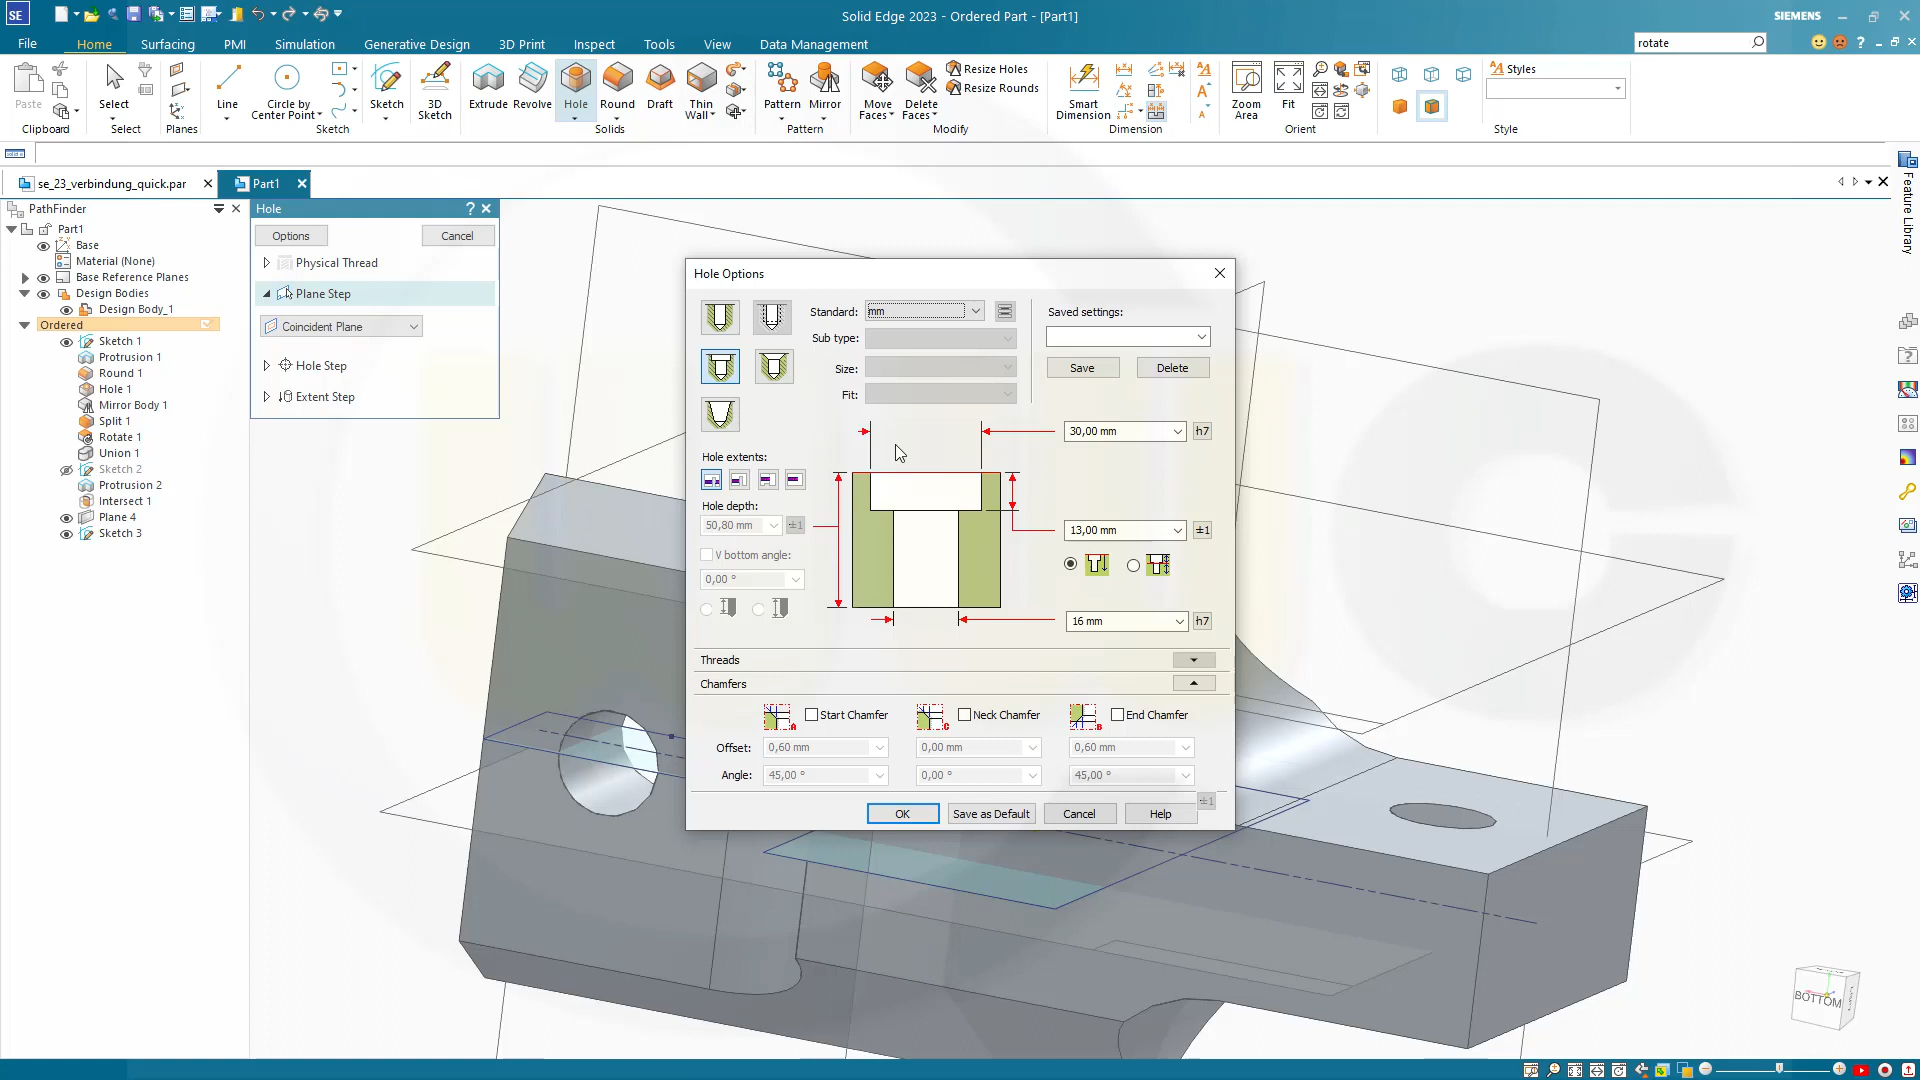 SE
Solid Edge 2023 - Ordered Part - [Part1]
SIEMENS
File
Home
Surfacing
PMI
Simulation
Generative Design
3D Print
Inspect
Tools
View
Data Management
rotate
Paste
Clipboard
Select
Select
Planes
Line
Circle by
Center Point
Sketch
Sketch
3D
Sketch
Extrude
Revolve
Hole
Round
Draft
Thin
Wall
Solids
Pattern
Mirror
Pattern
Move
Faces
Delete
Faces
Resize Holes
Resize Rounds
Modify
Smart
Dimension
Dimension
Zoom
Area
Fit
Orient
Styles
Style
se_23_verbindung_quick.par
Part1
PathFinder
Part1
Base
Material (None)
Base Reference Planes
Design Bodies
Design Body_1
Ordered
Sketch 1
Protrusion 1
Round 1
Hole 1
Mirror Body 1
Split 1
Rotate 1
Union 1
Sketch 2
Protrusion 2
Intersect 1
Plane 4
Sketch 3
Hole
Options
Cancel
Physical Thread
Plane Step
Coincident Plane
Hole Step
Extent Step
Hole Options
Standard:
mm
Sub type:
Size:
Fit:
Saved settings:
Save
Delete
30,00 mm
h7
Hole extents:
Hole depth:
50,80 mm
±1
V bottom angle:
0,00 °
13,00 mm
±1
16 mm
h7
Threads
Chamfers
Start Chamfer
Neck Chamfer
End Chamfer
Offset:
0,60 mm
0,00 mm
0,60 mm
Angle:
45,00 °
0,00 °
45,00 °
±1
OK
Save as Default
Cancel
Help
Feature Library
BOTTOM